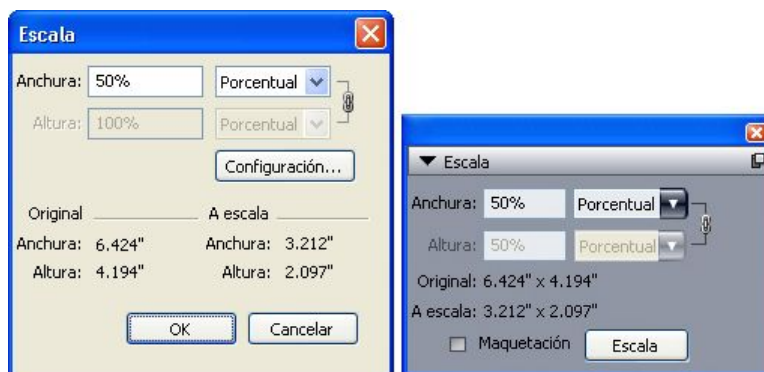 Escala
Anchura: 50% Porcentual
Altura: 100% Porcentual
Configuración...
Original A escala
Anchura: 6.424" Anchura: 3.212"
Altura: 4.194" Altura: 2.097"
OK Cancelar
Escala
Anchura: 50% Porcentual
Altura: 50% Porcentual
Original: 6.424" x 4.194"
A escala: 3.212" x 2.097"
Maquetación Escala